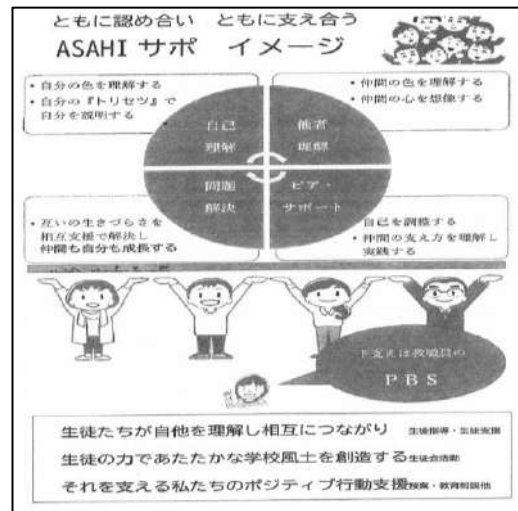 ともに認め合い ともに支え合う
ASAHI サポ イメージ
・自分の色を理解する
・自分の『トリセツ』で
自分を説明する
・仲間の色を理解する
・仲間の心を想像する
自己
理解
他者
理解
問題
解決
ピア・
サポート
・互いの生きづらさを
相互支援で解決し
仲間も自分も成長する
自己を調整する
・仲間の支え方を理解し
実践する
下支えは教職員の
PBS
生徒たちが自他を理解し相互につながり 生徒指導・生徒支援
生徒の力であたたかな学校風土を創造する 生徒会活動
それを支える私たちのポジティブ行動支援 授業・教育相談他